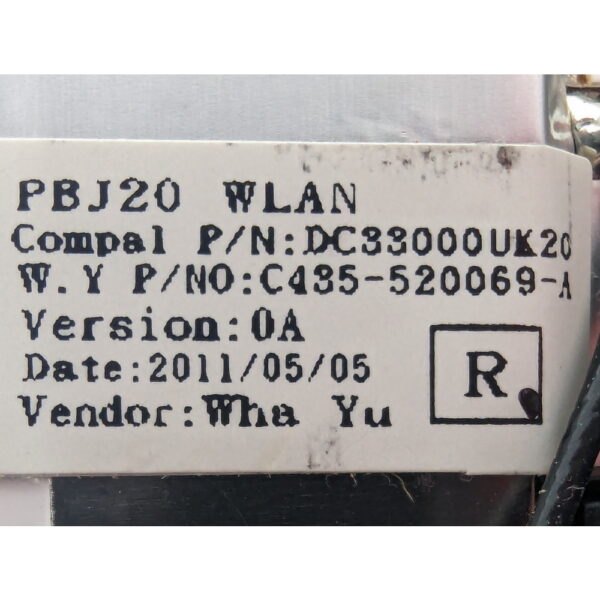 PBJ20 WLAN
Compal P/N:DC33000UK20
W.Y P/NO:C435-520069-A
Version:0A
Date:2011/05/05
Vendor:Wha Yu
R